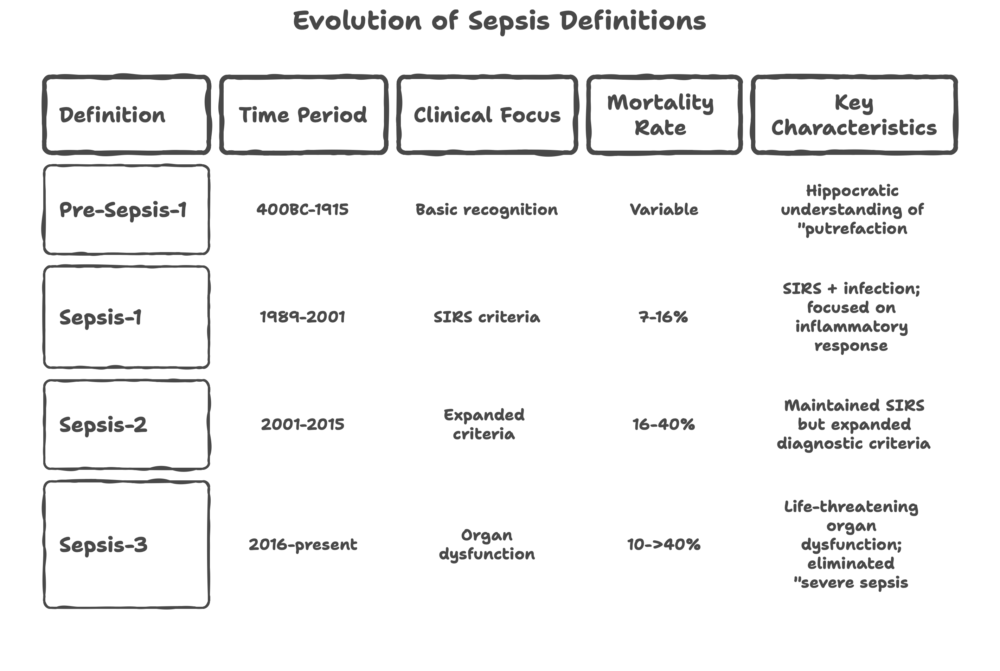 Evolution of Sepsis Definitions
Definition
Time Period
Clinical Focus
Mortality
Rate
Key
Characteristics
Pre-Sepsis-1
400BC-1915
Basic recognition
Variable
Hippocratic
understanding of
"putrefaction
Sepsis-1
1989-2001
SIRS criteria
7-16%
SIRS + infection;
focused on
inflammatory
response
Sepsis-2
2001-2015
Expanded
criteria
16-40%
Maintained SIRS
but expanded
diagnostic criteria
Sepsis-3
2016-present
Organ
dysfunction
10->40%
Life-threatening
organ
dysfunction;
eliminated
"severe sepsis